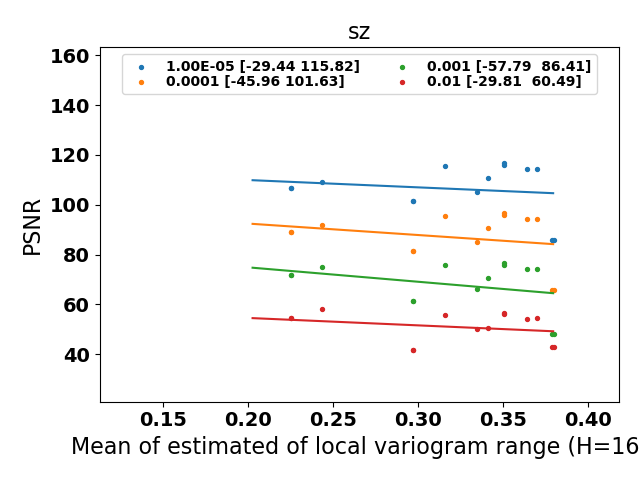 sz
1.00E-05 [-29.44 115.82]
0.0001 [-45.96 101.63]
0.001 [-57.79  86.41]
0.01 [-29.81  60.49]
PSNR
160
140
120
100
80
60
40
0.15 0.20 0.25 0.30 0.35 0.40
Mean of estimated of local variogram range (H=16